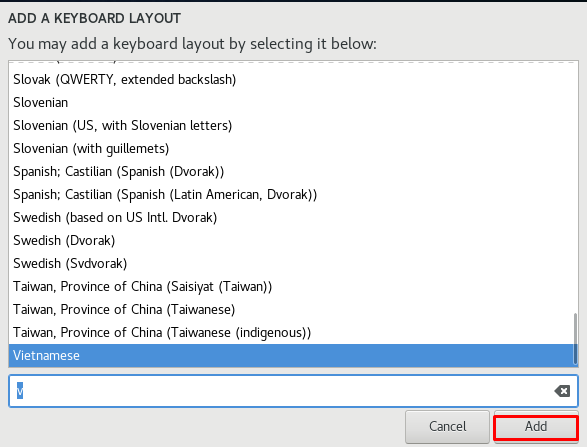 ADD A KEYBOARD LAYOUT
You may add a keyboard layout by selecting it below:
Slovak (QWERTY, extended backslash)
Slovenian
Slovenian (US, with Slovenian letters)
Slovenian (with guillemets)
Spanish; Castilian (Spanish (Dvorak))
Spanish; Castilian (Spanish (Latin American, Dvorak))
Swedish (based on US Intl. Dvorak)
Swedish (Dvorak)
Swedish (Svdvorak)
Taiwan, Province of China (Saisiyat (Taiwan))
Taiwan, Province of China (Taiwanese)
Taiwan, Province of China (Taiwanese (indigenous))
Vietnamese
v
Cancel Add